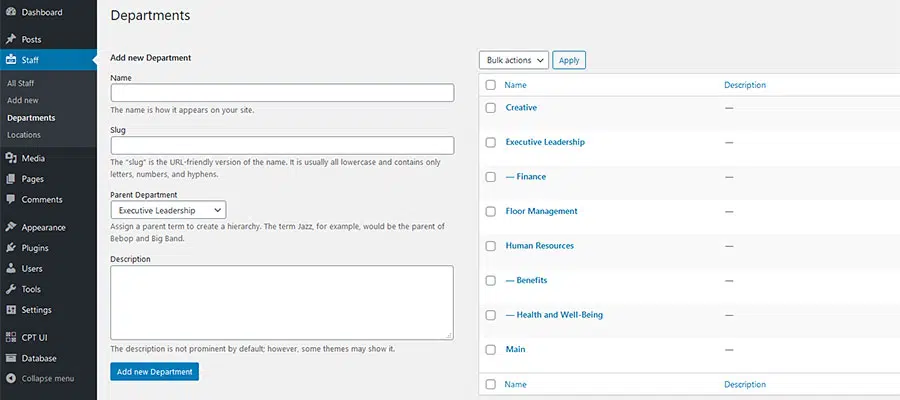 Dashboard
Posts
Staff
All Staff
Add new
Departments
Locations
Media
Pages
Comments
Appearance
Plugins
Users
Tools
Settings
CPT UI
Database
Collapse menu
Departments
Add new Department
Name
The name is how it appears on your site.
Slug
The “slug” is the URL-friendly version of the name. It is usually all lowercase and contains only
letters, numbers, and hyphens.
Parent Department
Executive Leadership
Assign a parent term to create a hierarchy. The term Jazz, for example, would be the parent of
Bebop and Big Band.
Description
The description is not prominent by default; however, some themes may show it.
Add new Department
Bulk actions Apply
Name Description
Creative —
Executive Leadership —
— Finance —
Floor Management —
Human Resources —
— Benefits —
— Health and Well-Being —
Main —
Name Description